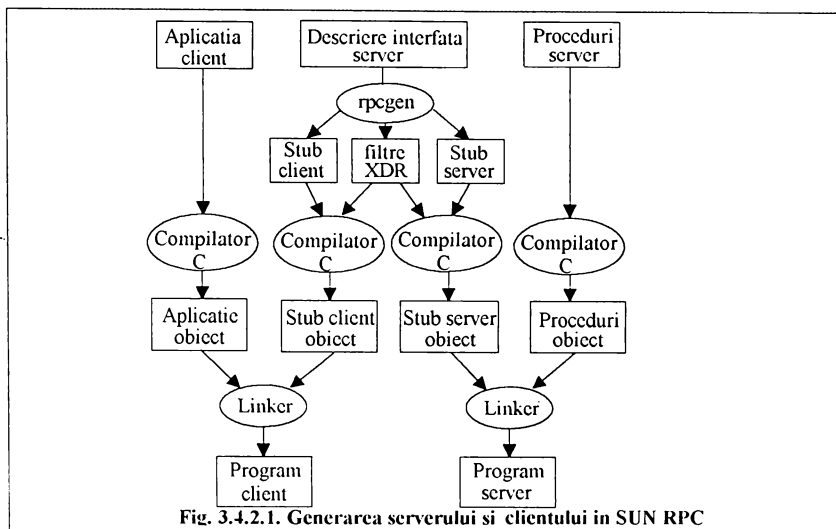 Aplicatia
client
Descriere interfata
server
Proceduri
server
rpcgen
Stub
client
filtre
XDR
Stub
server
Compilator
C
Compilator
C
Compilator
C
Compilator
C
Aplicatie
obiect
Stub client
obiect
Stub server
obiect
Proceduri
obiect
Linker
Linker
Program
client
Program
server
Fig. 3.4.2.1. Generarea serverului si clientului in SUN RPC